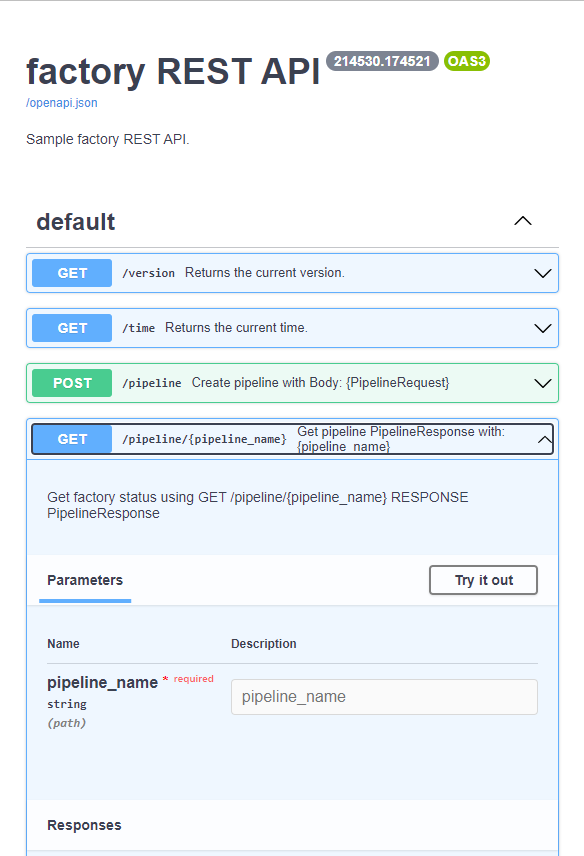 factory REST API 214530.174521 OAS3
/openapi.json
Sample factory REST API.
default
GET /version Returns the current version.
GET /time Returns the current time.
POST /pipeline Create pipeline with Body: {PipelineRequest}
GET /pipeline/{pipeline_name} Get pipeline PipelineResponse with:
{pipeline_name}
Get factory status using GET /pipeline/{pipeline_name} RESPONSE
PipelineResponse
Parameters Try it out
Name Description
pipeline_name * required
string
(path)
pipeline_name
Responses